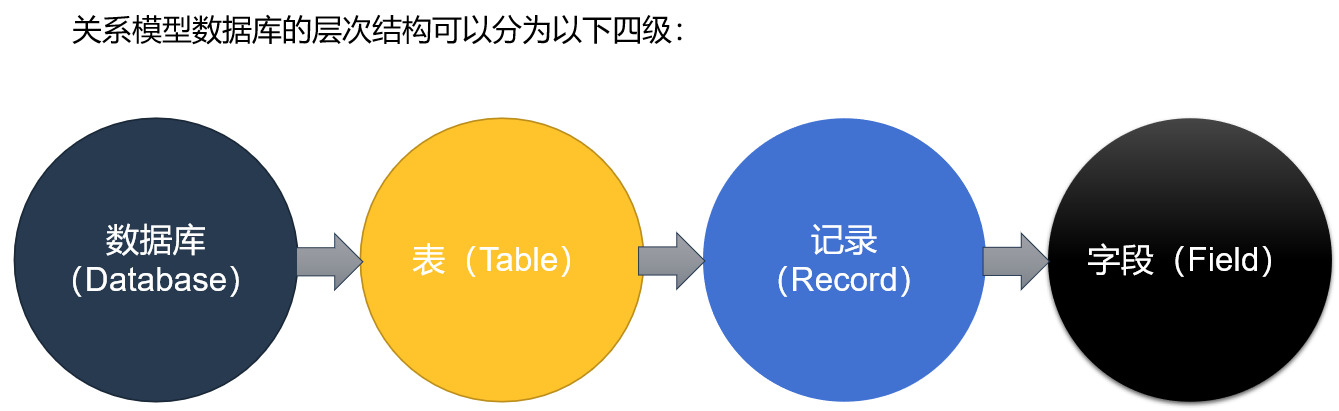 关系模型数据库的层次结构可以分为以下四级：
数据库
（Database）
表（Table）
记录
（Record）
字段（Field）